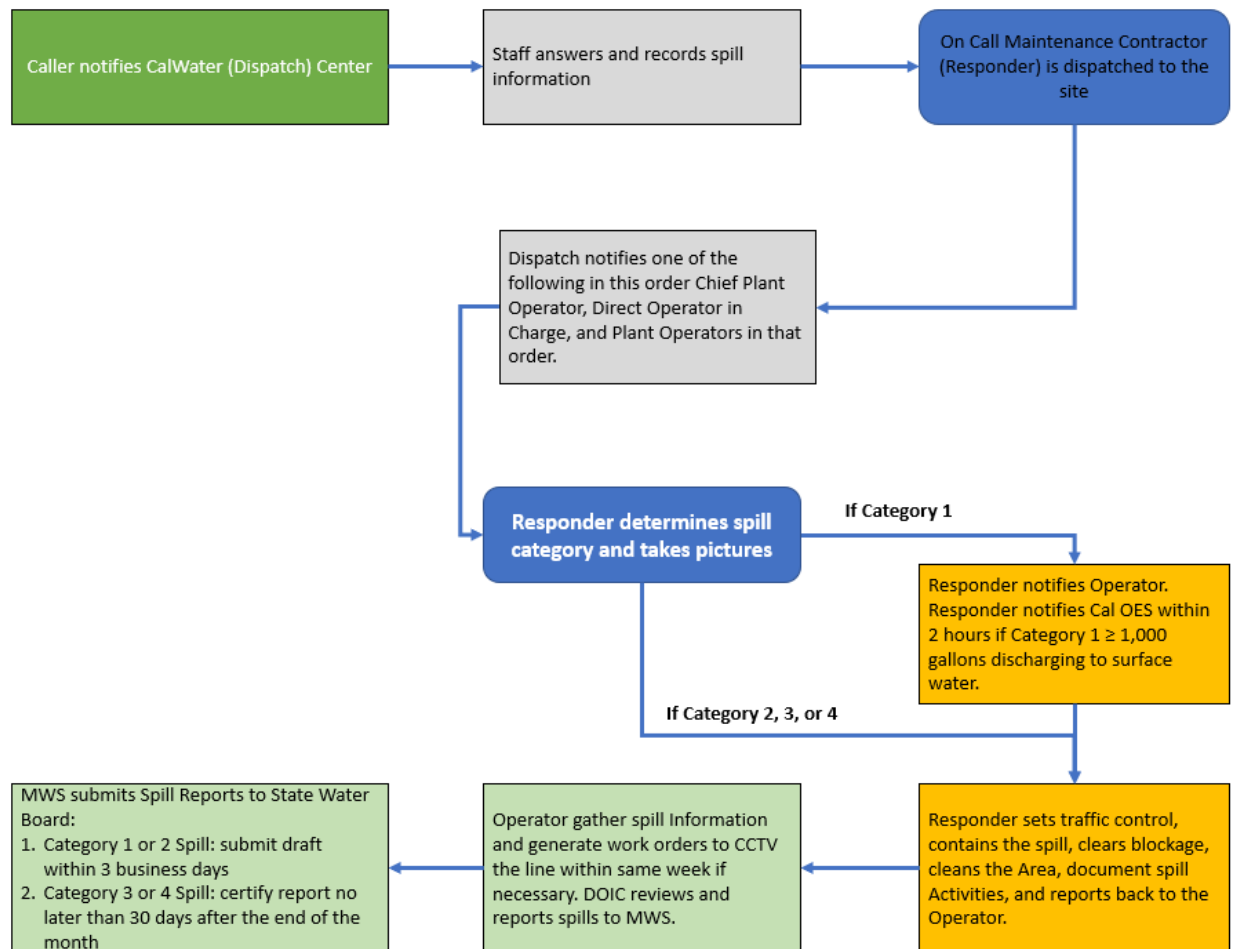 Caller notifies CalWater (Dispatch) Center
Staff answers and records spill
information
On Call Maintenance Contractor
(Responder) is dispatched to the
site
Dispatch notifies one of the
following in this order Chief Plant
Operator, Direct Operator in
Charge, and Plant Operators in that
order.
Responder determines spill
category and takes pictures
If Category 1
Responder notifies Operator.
Responder notifies Cal OES within
2 hours if Category 1 ≥ 1,000
gallons discharging to surface
water.
If Category 2, 3, or 4
Responder sets traffic control,
contains the spill, clears blockage,
cleans the Area, document spill
Activities, and reports back to the
Operator.
Operator gather spill Information
and generate work orders to CCTV
the line within same week if
necessary. DOIC reviews and
reports spills to MWS.
MWS submits Spill Reports to State Water
Board:
1. Category 1 or 2 Spill: submit draft
within 3 business days
2. Category 3 or 4 Spill: certify report no
later than 30 days after the end of the
month